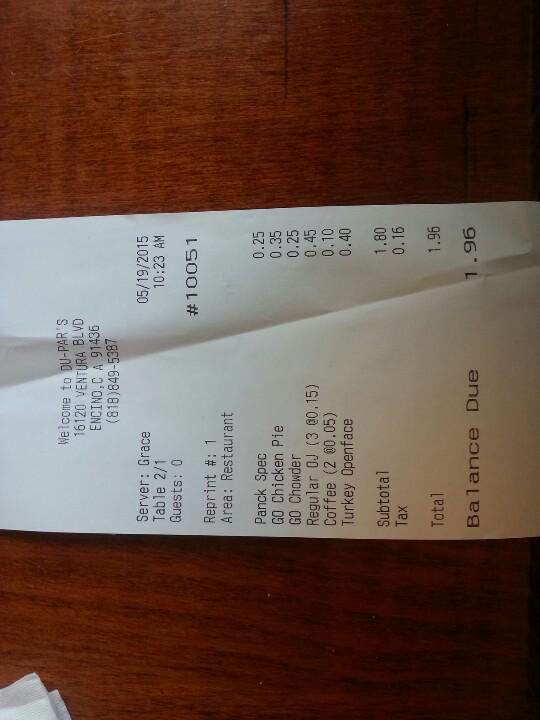 Welcome to DU-PAR'S
16120 VENTURA BLVD
ENCINO,C A 91436
(818)849-5387
Server: Grace 05/19/2015
Table 2/1 10:23 AM
Guests: 0
#10051
Reprint #: 1
Area: Restaurant
Panck Spec 0.25
GO Chicken Pie 0.35
GO Chowder 0.25
Regular OJ (3 @0.15) 0.45
Coffee (2 @0.05) 0.10
Turkey Openface 0.40
Subtotal 1.80
Tax 0.16
Total 1.96
Balance Due 1.96